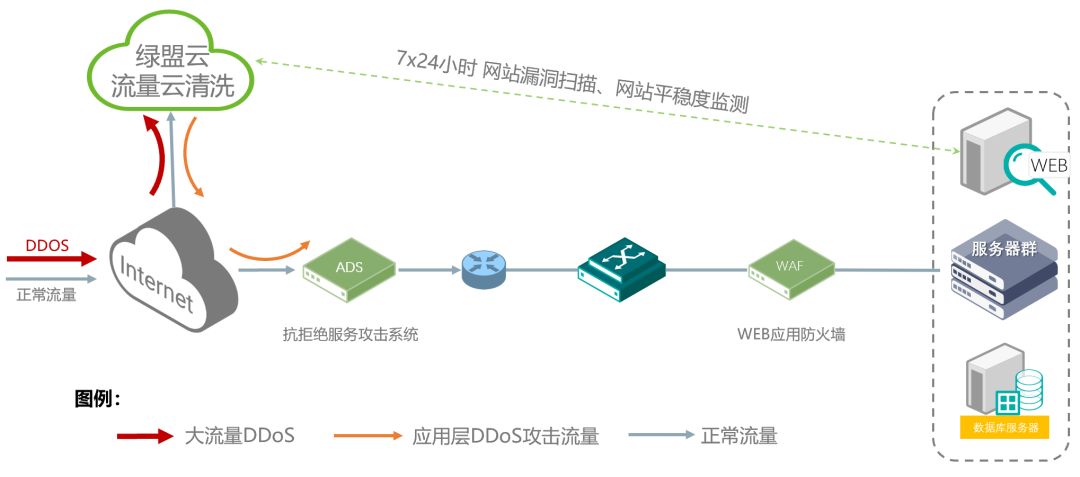 绿盟云
流量云清洗
7x24小时 网站漏洞扫描、网站平稳度监测
WEB
DDOS
正常流量
Internet
ADS
WAF
服务器群
抗拒绝服务攻击系统
WEB应用防火墙
数据库服务器
图例：
大流量DDoS
应用层DDoS攻击流量
正常流量